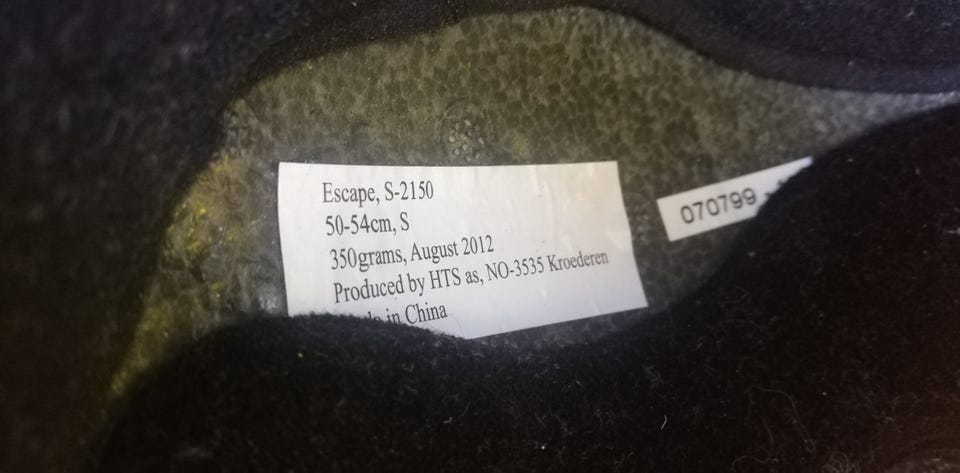 Escape, S-2150
50-54cm, S
350grams, August 2012
Produced by HTS as, NO-3535 Kroederen
in China
070799